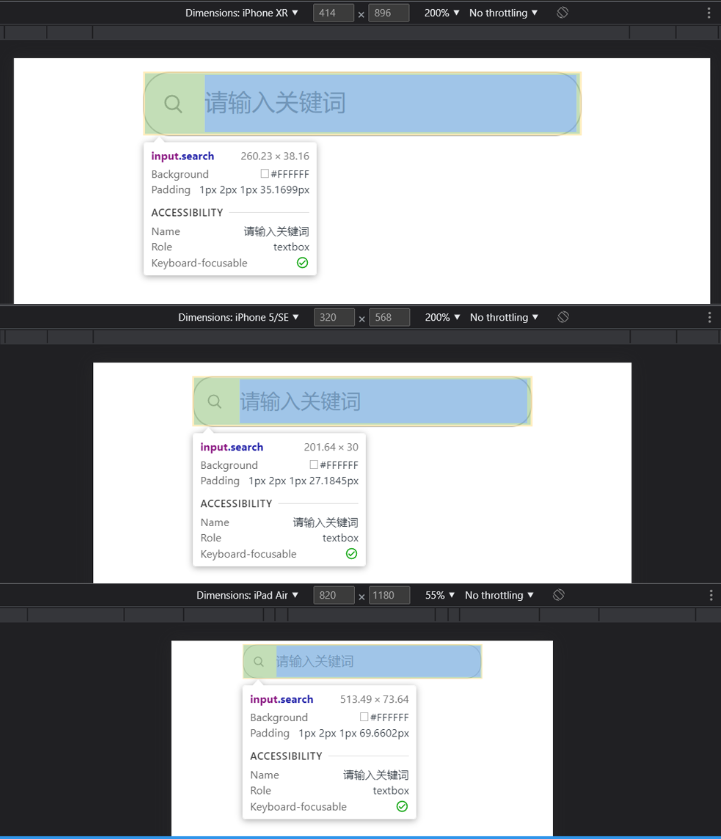 Dimensions: iPhone XR ▼ 414 × 896 200% ▼ No throttling ▼
请输入关键词
input.search 260.23 × 38.16
Background #FFFFFF
Padding 1px 2px 1px 35.1699px
ACCESSIBILITY
Name 请输入关键词
Role textbox
Keyboard-focusable
Dimensions: iPhone 5/SE ▼ 320 × 568 200% ▼ No throttling ▼
请输入关键词
input.search 201.64 × 30
Background #FFFFFF
Padding 1px 2px 1px 27.1845px
ACCESSIBILITY
Name 请输入关键词
Role textbox
Keyboard-focusable
Dimensions: iPad Air ▼ 820 × 1180 55% ▼ No throttling ▼
请输入关键词
input.search 513.49 × 73.64
Background #FFFFFF
Padding 1px 2px 1px 69.6602px
ACCESSIBILITY
Name 请输入关键词
Role textbox
Keyboard-focusable